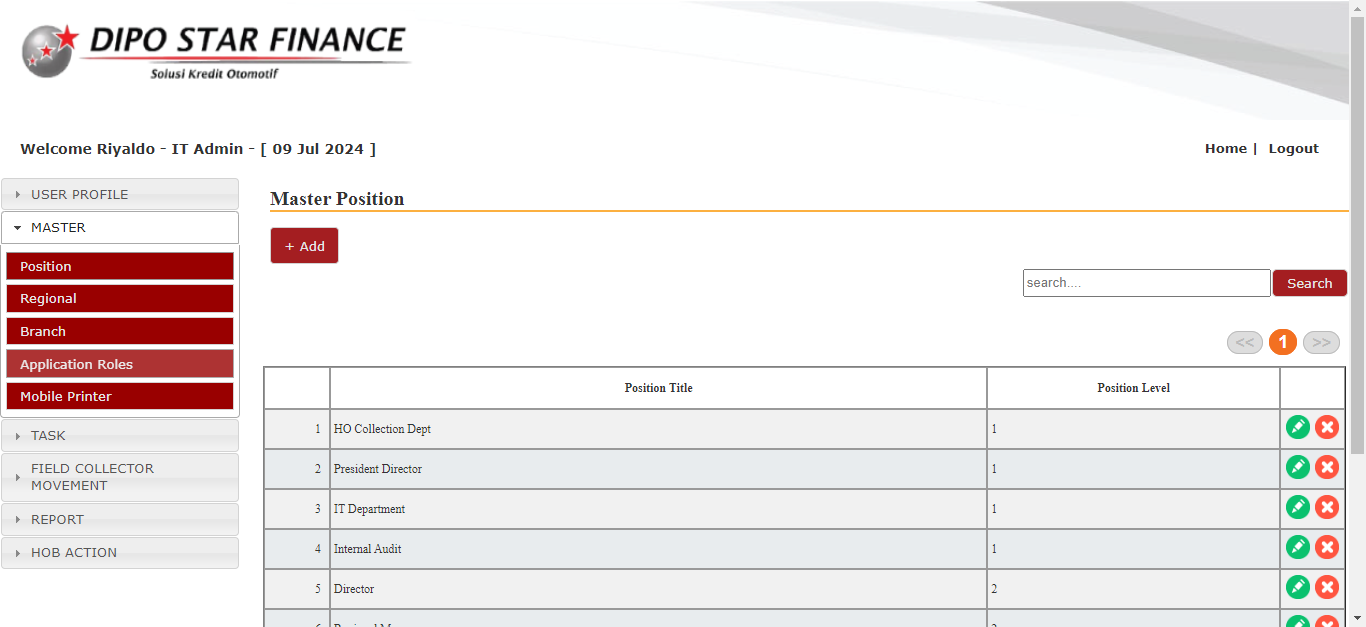 DIPO STAR FINANCE
Solusi Kredit Otomotif
Welcome Riyaldo - IT Admin - [ 09 Jul 2024 ]
Home | Logout
USER PROFILE
MASTER
Position
Regional
Branch
Application Roles
Mobile Printer
TASK
FIELD COLLECTOR
MOVEMENT
REPORT
HOB ACTION
Master Position
+ Add
search.... Search
<< 1 >>
Position Title Position Level
1 HO Collection Dept 1
2 President Director 1
3 IT Department 1
4 Internal Audit 1
5 Director 2